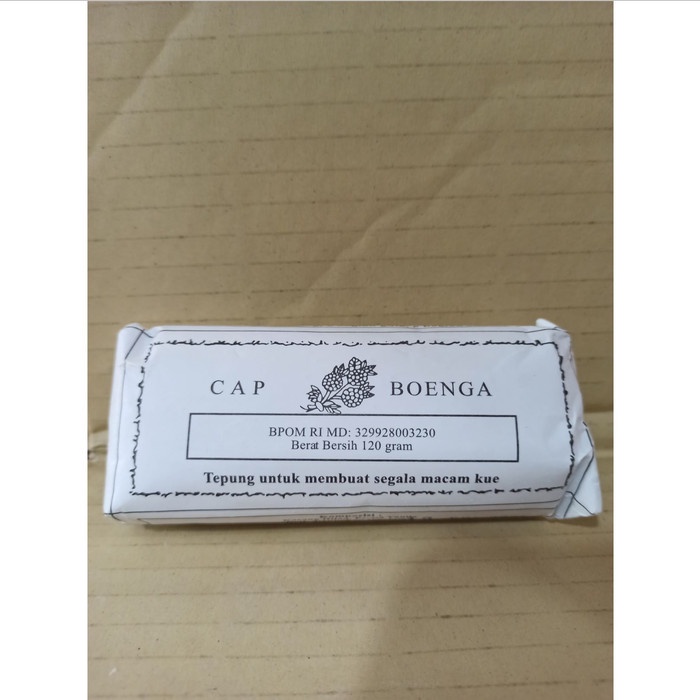 CAP BOENGA
BPOM RI MD: 329928003230
Berat Bersih 120 gram
Tepung untuk membuat segala macam kue